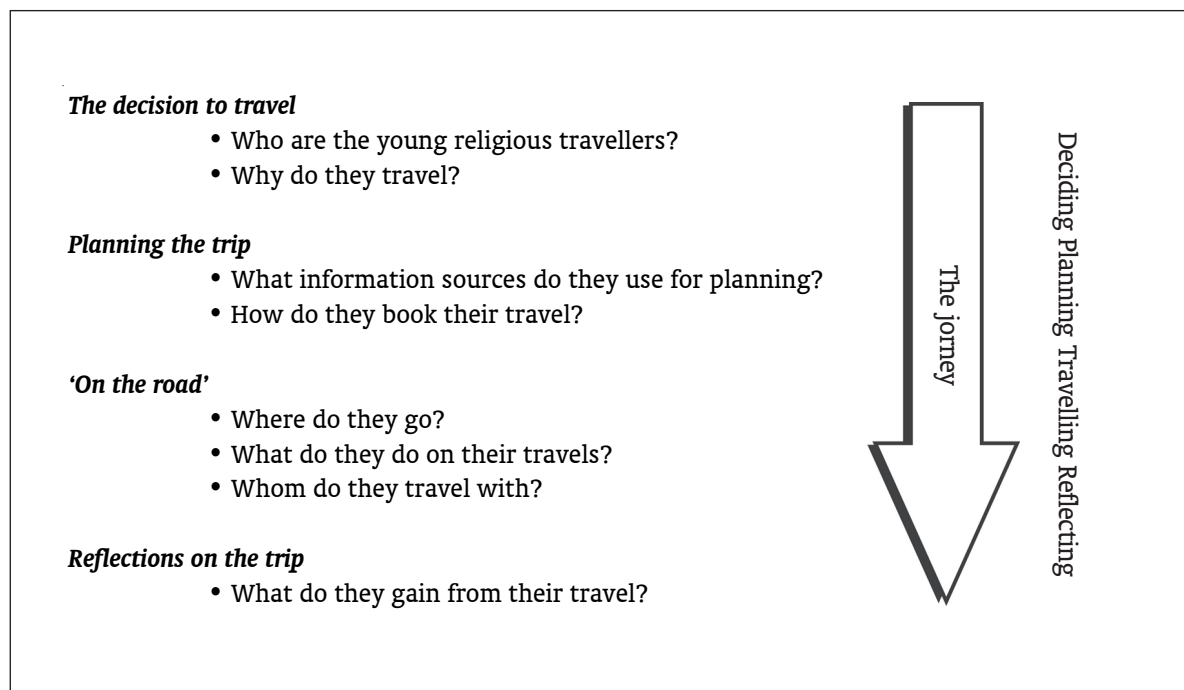 The decision to travel
• Who are the young religious travellers?
• Why do they travel?
Planning the trip
• What information sources do they use for planning?
• How do they book their travel?
‘On the road’
• Where do they go?
• What do they do on their travels?
• Whom do they travel with?
Reflections on the trip
• What do they gain from their travel?
The jorney
Deciding Planning Travelling Reflecting